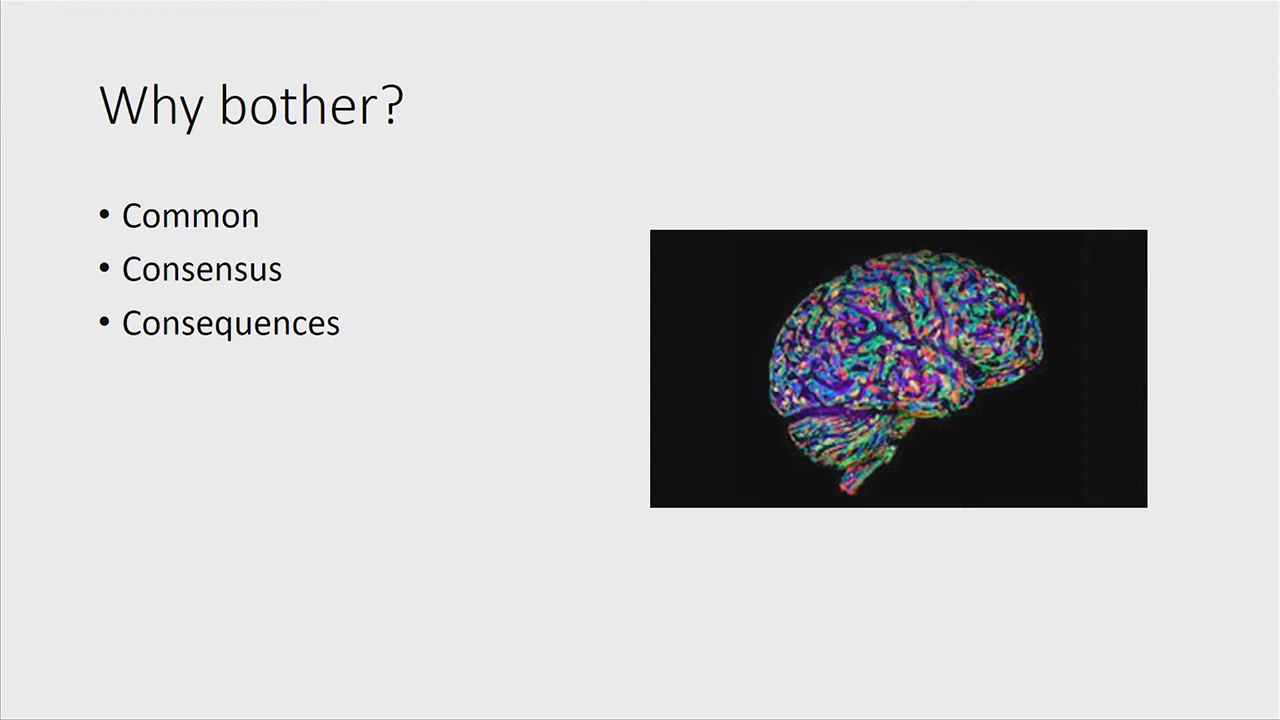 Why bother?
• Common
• Consensus
• Consequences